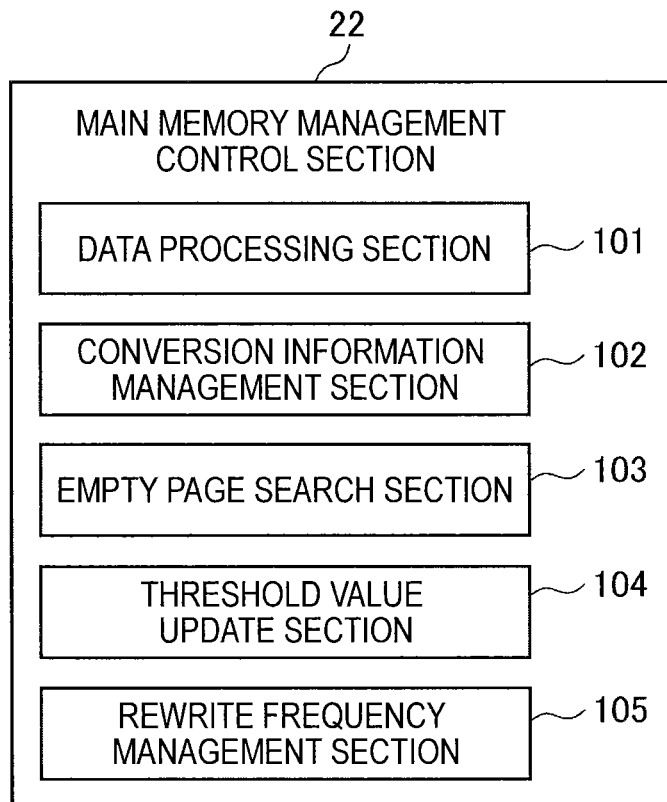 22
MAIN MEMORY MANAGEMENT
CONTROL SECTION
DATA PROCESSING SECTION
101
CONVERSION INFORMATION
MANAGEMENT SECTION
102
EMPTY PAGE SEARCH SECTION
103
THRESHOLD VALUE
UPDATE SECTION
104
REWRITE FREQUENCY
MANAGEMENT SECTION
105